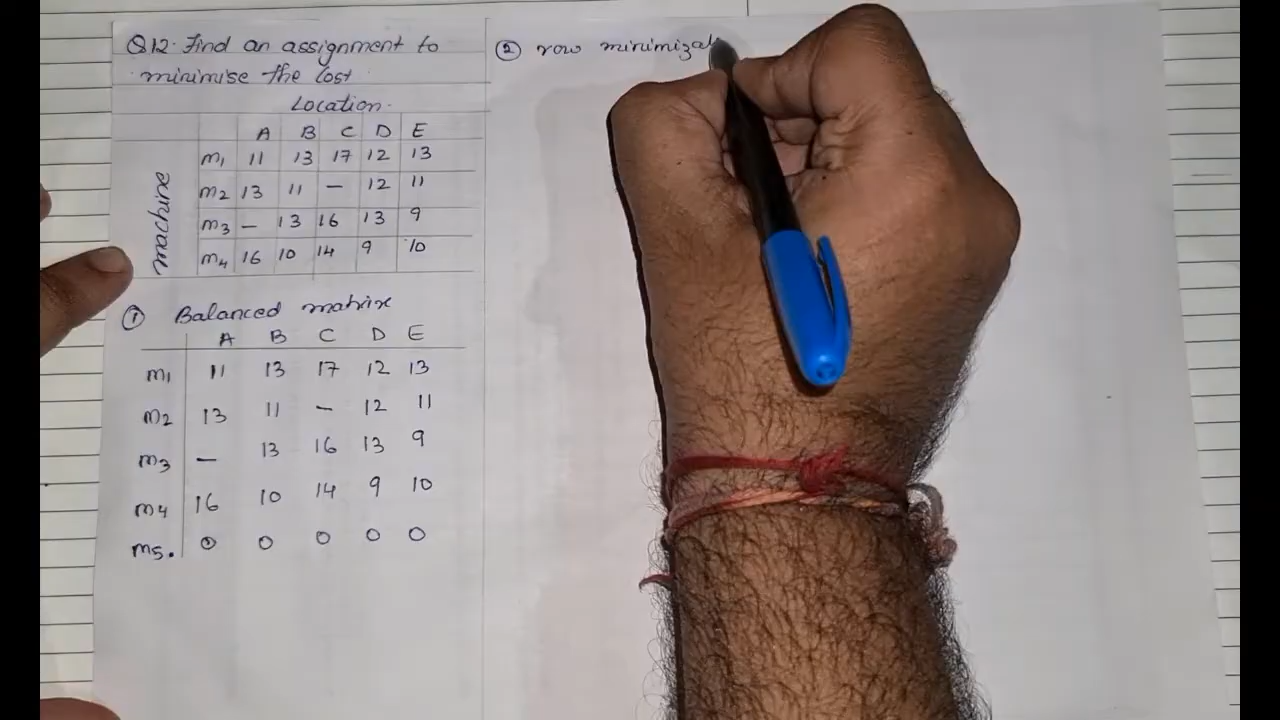 Q12. Find an assignment to
minimise the Cost
Location.
A B C D E
machine
m1 11 13 17 12 13
m2 13 11 — 12 11
m3 — 13 16 13 9
m4 16 10 14 9 10
① Balanced matrix
A B C D E
m1 11 13 17 12 13
m2 13 11 — 12 11
m3 — 13 16 13 9
m4 16 10 14 9 10
m5. 0 0 0 0 0
② row minimizat